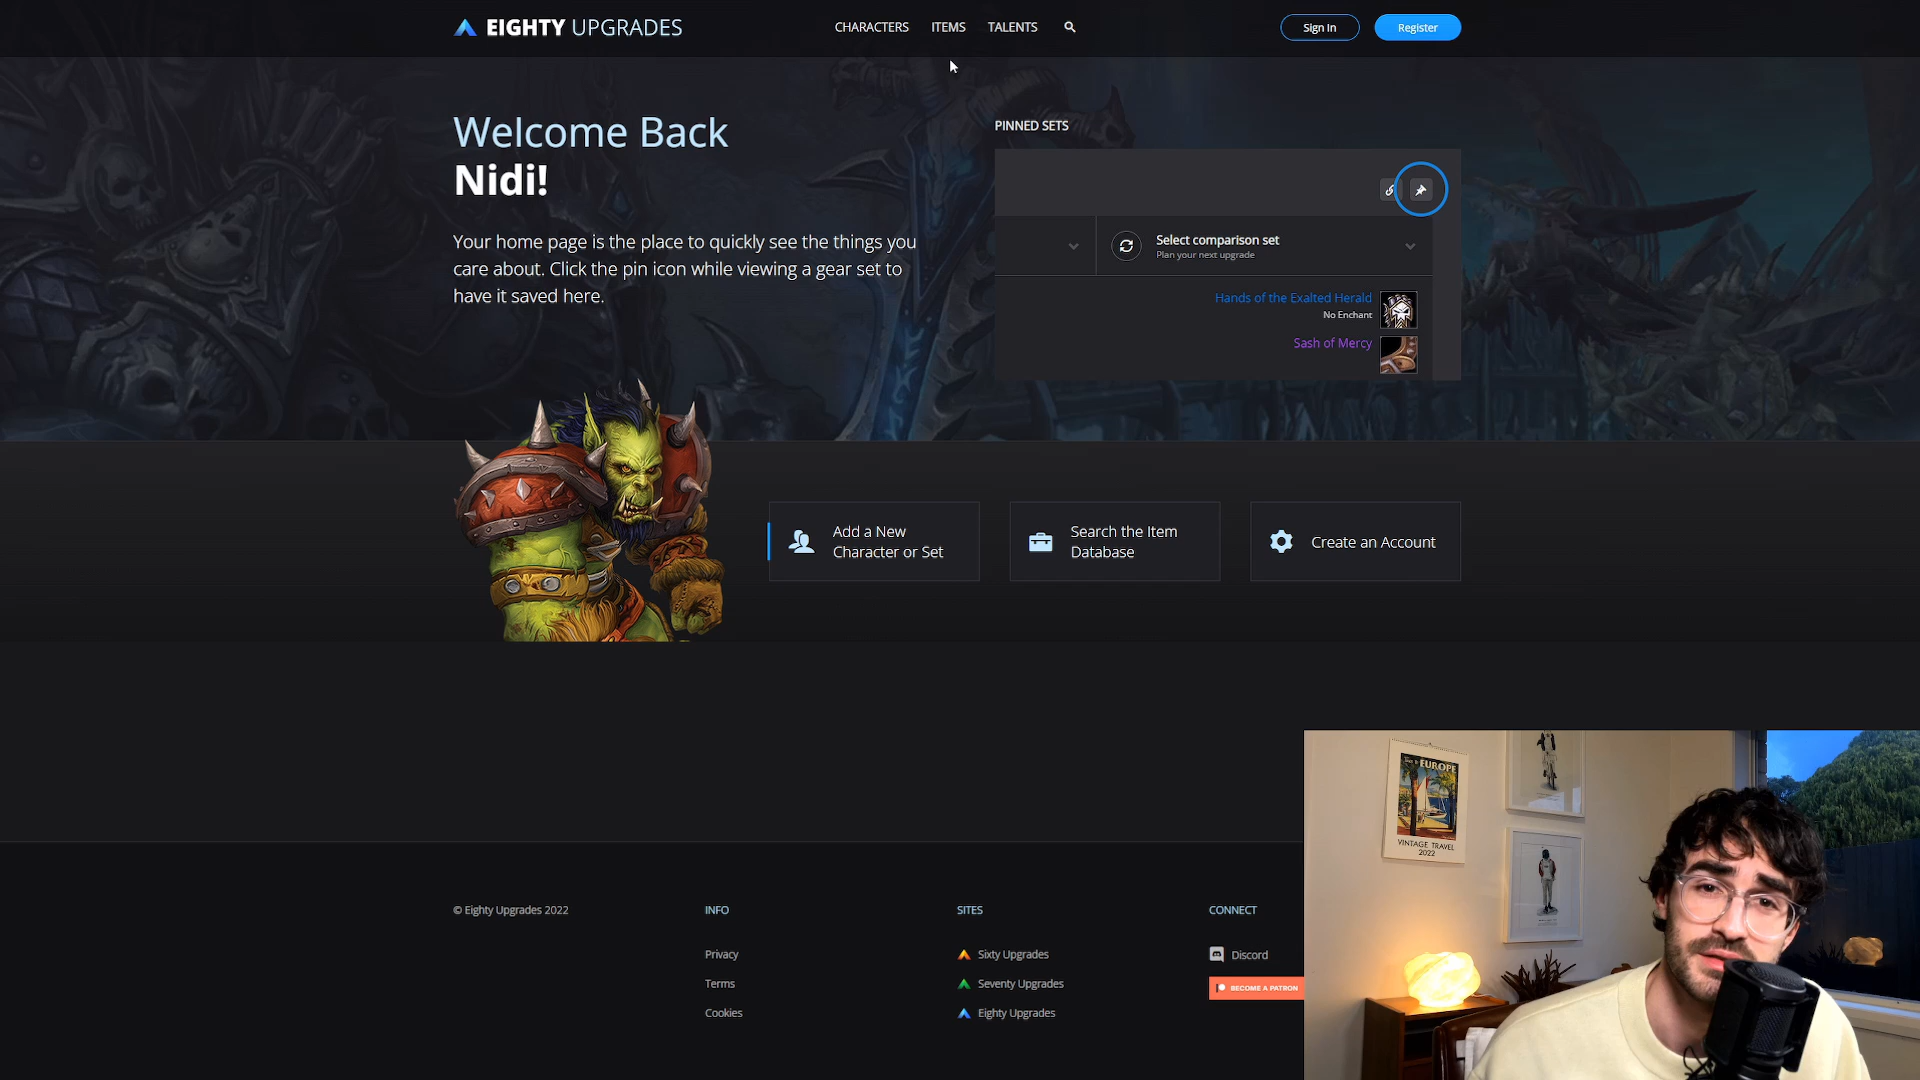 EIGHTY UPGRADES
CHARACTERS
ITEMS
TALENTS
Sign In
Register
Welcome Back
Nidi!
Your home page is the place to quickly see the things you
care about. Click the pin icon while viewing a gear set to
have it saved here.
PINNED SETS
Select comparison set
Plan your next upgrade
Hands of the Exalted Herald
No Enchant
Sash of Mercy
Add a New
Character or Set
Search the Item
Database
Create an Account
© Eighty Upgrades 2022
INFO
Privacy
Terms
Cookies
SITES
Sixty Upgrades
Seventy Upgrades
Eighty Upgrades
CONNECT
Discord
BECOME A PATRON
EUROPE
VINTAGE TRAVEL
2022